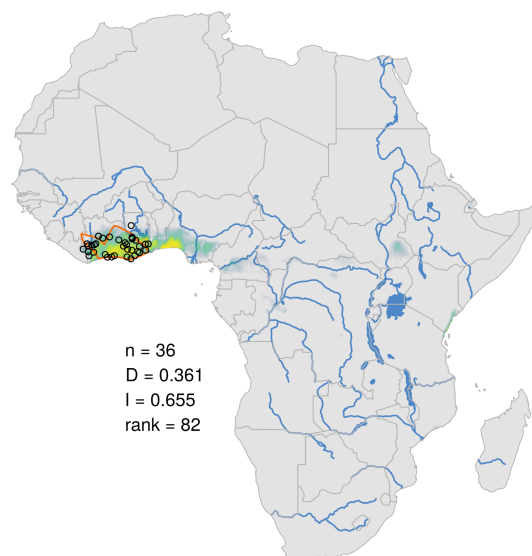 n = 36
D = 0.361
I = 0.655
rank = 82